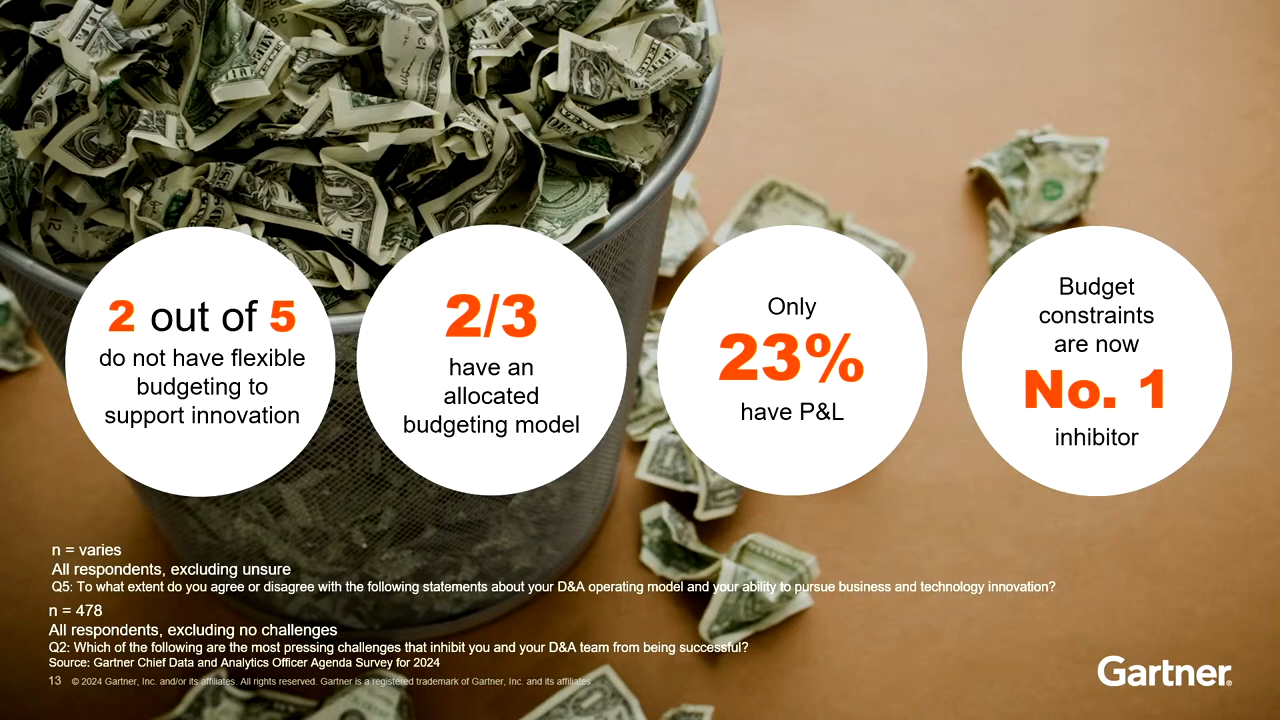 2 out of 5
do not have flexible
budgeting to
support innovation
2/3
have an
allocated
budgeting model
Only
23%
have P&L
Budget
constraints
are now
No. 1
inhibitor
n = varies
All respondents, excluding unsure
Q5: To what extent do you agree or disagree with the following statements about your D&A operating model and your ability to pursue business and technology innovation?
n = 478
All respondents, excluding no challenges
Q2: Which of the following are the most pressing challenges that inhibit you and your D&A team from being successful?
Source: Gartner Chief Data and Analytics Officer Agenda Survey for 2024
13 © 2024 Gartner, Inc. and/or its affiliates. All rights reserved. Gartner is a registered trademark of Gartner, Inc. and its affiliates.
Gartner®